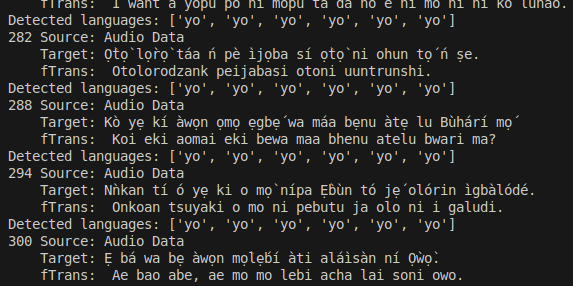 fTrans:  I want a yopu po ni mopu ta da no e ni mo ni ni ko lunao.
Detected languages: ['yo', 'yo', 'yo', 'yo', 'yo', 'yo']
282 Source: Audio Data
Target: Ọ̀tọ̀ lọ̀rọ̀ táa ń pè ìjọba sí ọ̀tọ̀ ni ohun tọ́ ń ṣe.
fTrans:  Otolorodzank peijabasi otoni uuntrunshi.
Detected languages: ['yo', 'yo', 'yo', 'yo', 'yo', 'yo']
288 Source: Audio Data
Target: Kò yẹ kí àwọn ọmọ ẹgbẹ́ wa máa bẹnu àtẹ lu Bùhárí mọ́
fTrans:  Koi eki aomai eki bewa maa bhenu atelu bwari ma?
Detected languages: ['yo', 'yo', 'yo', 'yo', 'yo', 'yo']
294 Source: Audio Data
Target: Nǹkan tí ó yẹ ki o mọ̀ nípa Ẹ̀bùn tó jẹ́ olórin ìgbàlódé.
fTrans:  Onkoan tsuyaki o mo ni pebutu ja olo ni i galudi.
Detected languages: ['yo', 'yo', 'yo', 'yo', 'yo', 'yo']
300 Source: Audio Data
Target: Ẹ bá wa bẹ àwọn mọlẹ́bí àti aláìsàn ní Ọ̀wọ̀.
fTrans:  Ae bao abe, ae mo mo lebi acha lai soni owo.